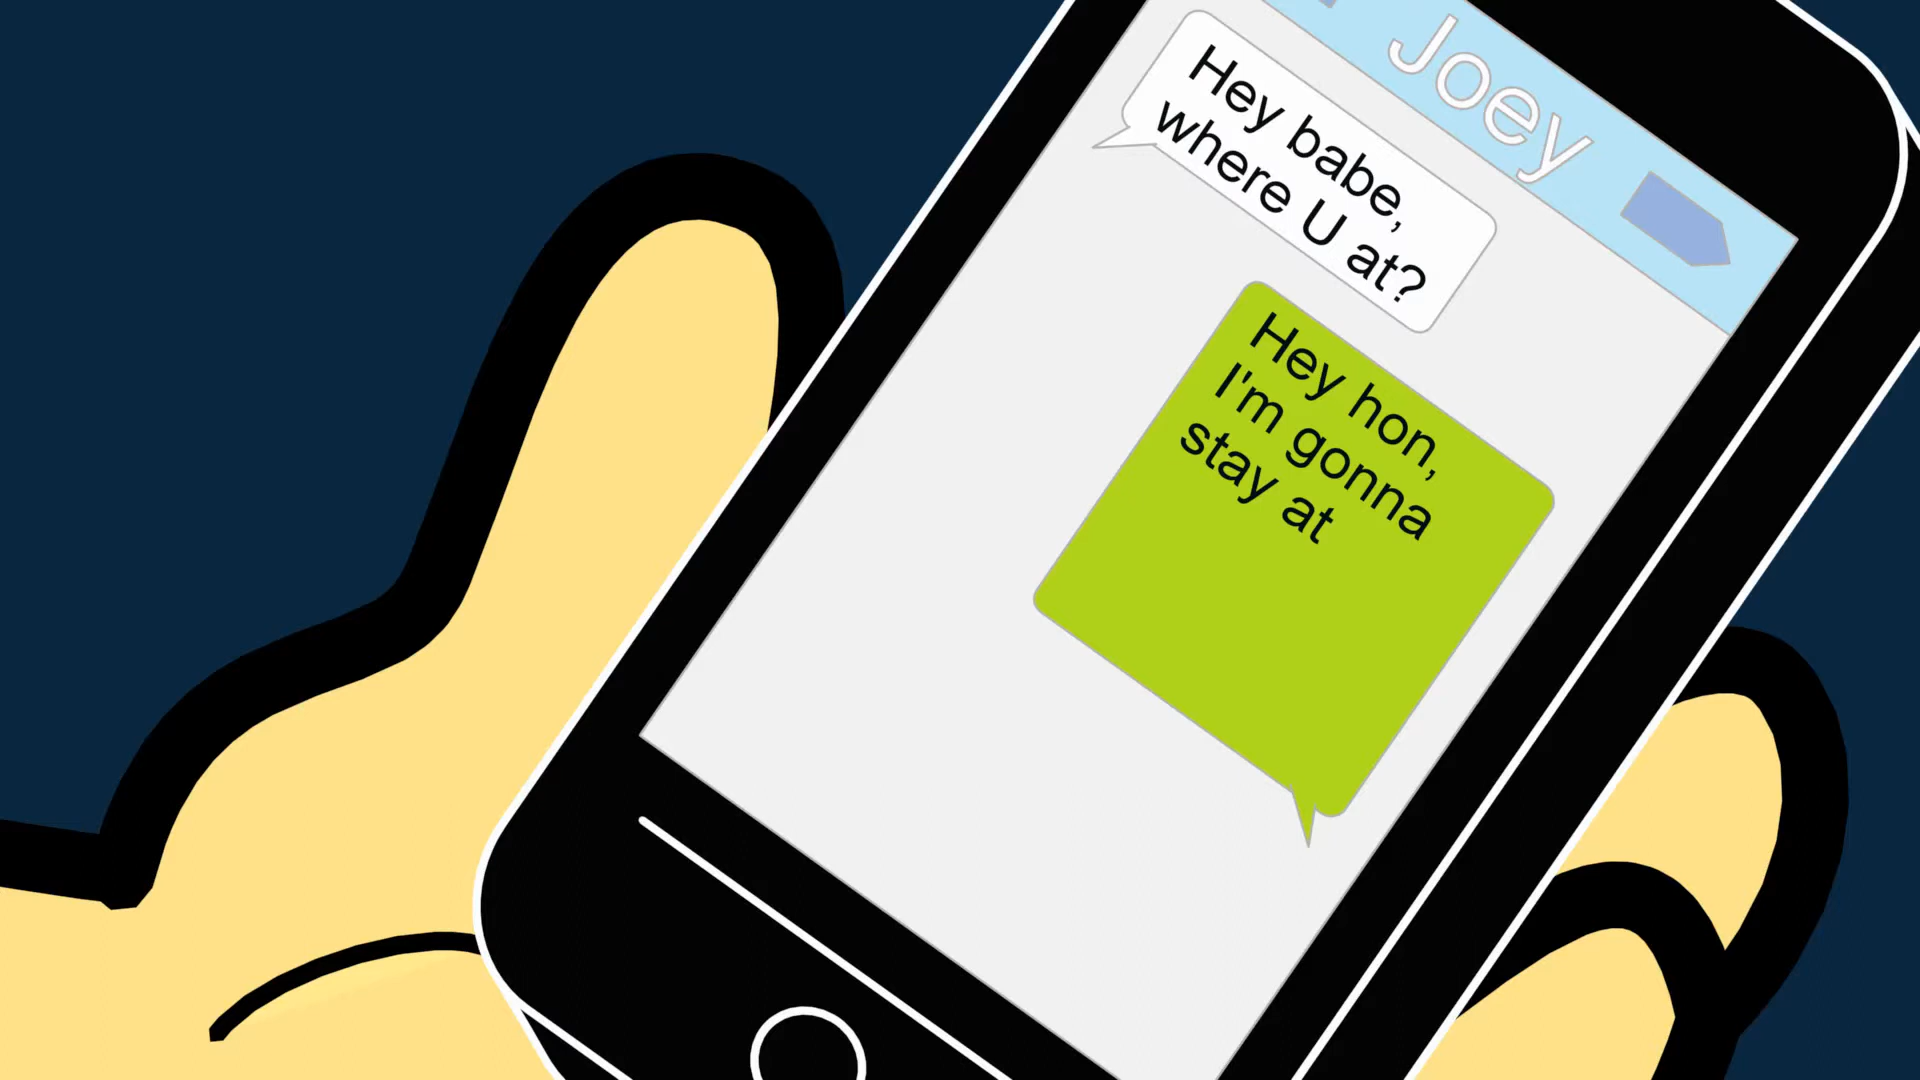 Joey
Hey babe,
where U at?
Hey hon,
I'm gonna
stay at